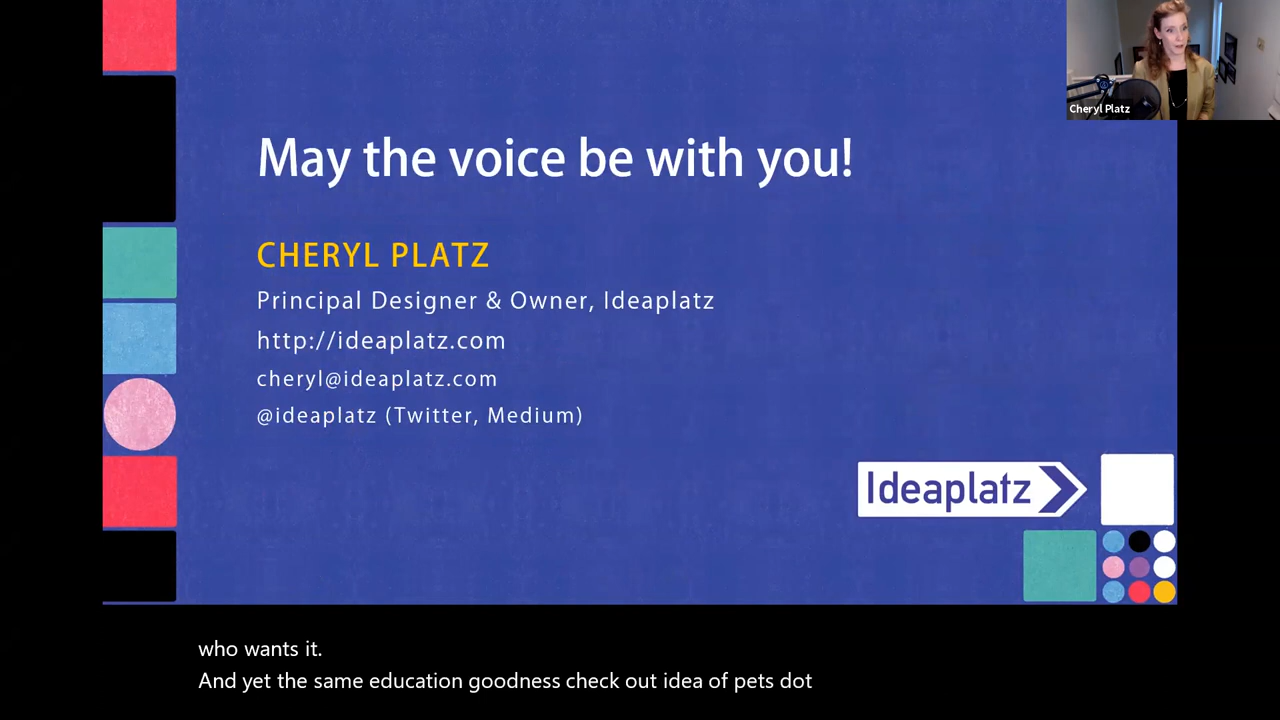 Cheryl Platz
May the voice be with you!
CHERYL PLATZ
Principal Designer & Owner, Ideaplatz
http://ideaplatz.com
cheryl@ideaplatz.com
@ideaplatz (Twitter, Medium)
Ideaplatz
who wants it.
And yet the same education goodness check out idea of pets dot